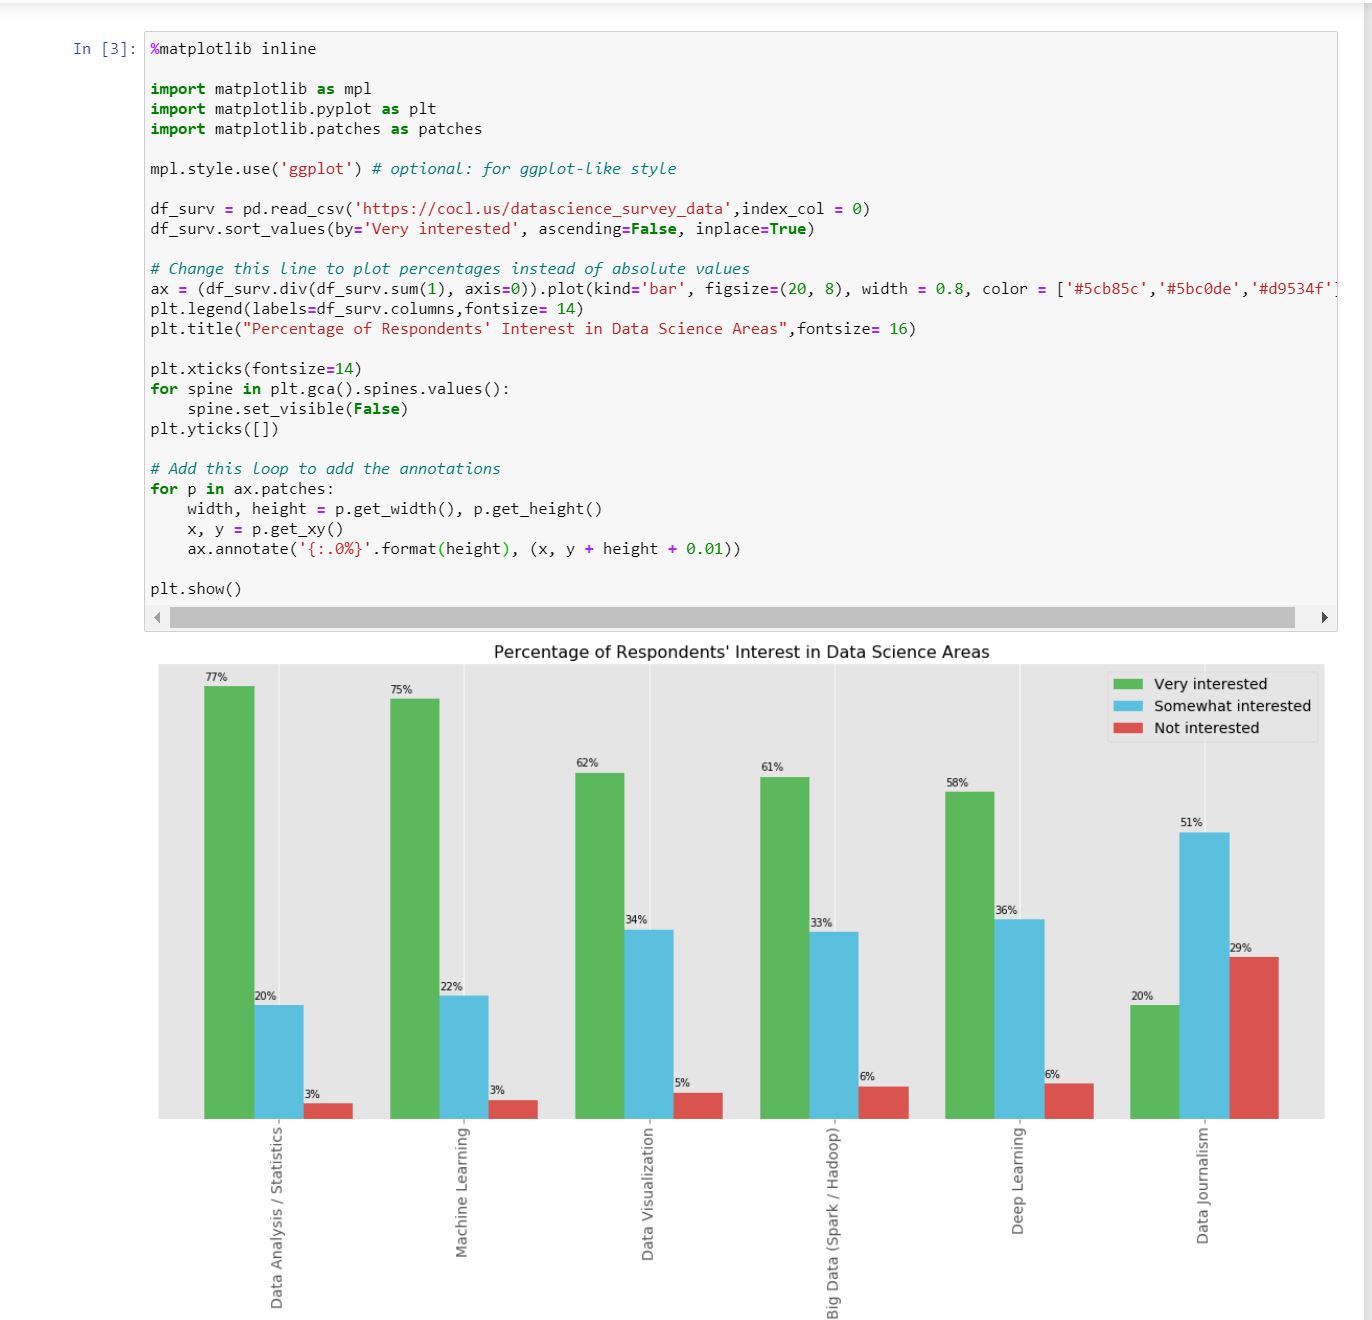 In [3]:
%matplotlib inline
import matplotlib as mpl
import matplotlib.pyplot as plt
import matplotlib.patches as patches
mpl.style.use('ggplot') # optional: for ggplot-like style
df_surv = pd.read_csv('https://cocl.us/datascience_survey_data',index_col = 0)
df_surv.sort_values(by='Very interested', ascending=False, inplace=True)
# Change this line to plot percentages instead of absolute values
ax = (df_surv.div(df_surv.sum(1), axis=0)).plot(kind='bar', figsize=(20, 8), width = 0.8, color = ['#5cb85c','#5bc0de','#d9534f']
plt.legend(labels=df_surv.columns,fontsize= 14)
plt.title("Percentage of Respondents' Interest in Data Science Areas",fontsize= 16)
plt.xticks(fontsize=14)
for spine in plt.gca().spines.values():
    spine.set_visible(False)
plt.yticks([])
# Add this loop to add the annotations
for p in ax.patches:
    width, height = p.get_width(), p.get_height()
    x, y = p.get_xy()
    ax.annotate('{:.0%}'.format(height), (x, y + height + 0.01))
plt.show()
Percentage of Respondents' Interest in Data Science Areas
Very interested
Somewhat interested
Not interested
77%
20%
3%
75%
22%
3%
62%
34%
5%
61%
33%
6%
58%
36%
6%
20%
51%
29%
Data Analysis / Statistics
Machine Learning
Data Visualization
Big Data (Spark / Hadoop)
Deep Learning
Data Journalism